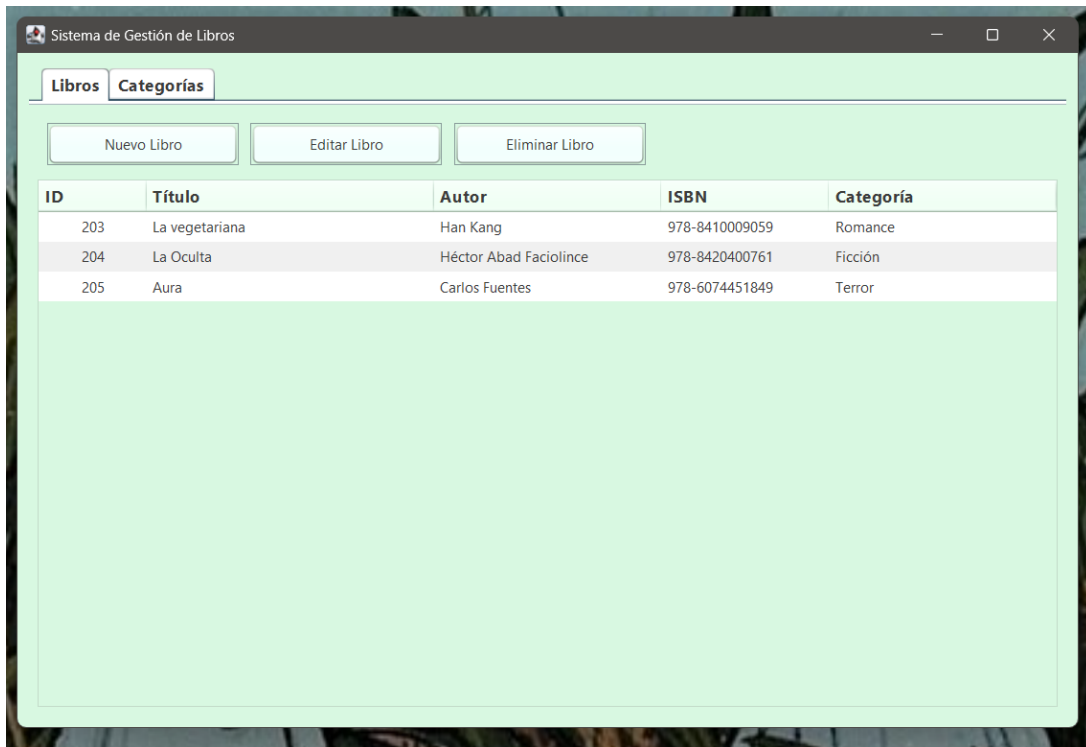 Sistema de Gestión de Libros
Libros Categorías
Nuevo Libro Editar Libro Eliminar Libro
ID Título Autor ISBN Categoría
203 La vegetariana Han Kang 978-8410009059 Romance
204 La Oculta Héctor Abad Faciolince 978-8420400761 Ficción
205 Aura Carlos Fuentes 978-6074451849 Terror